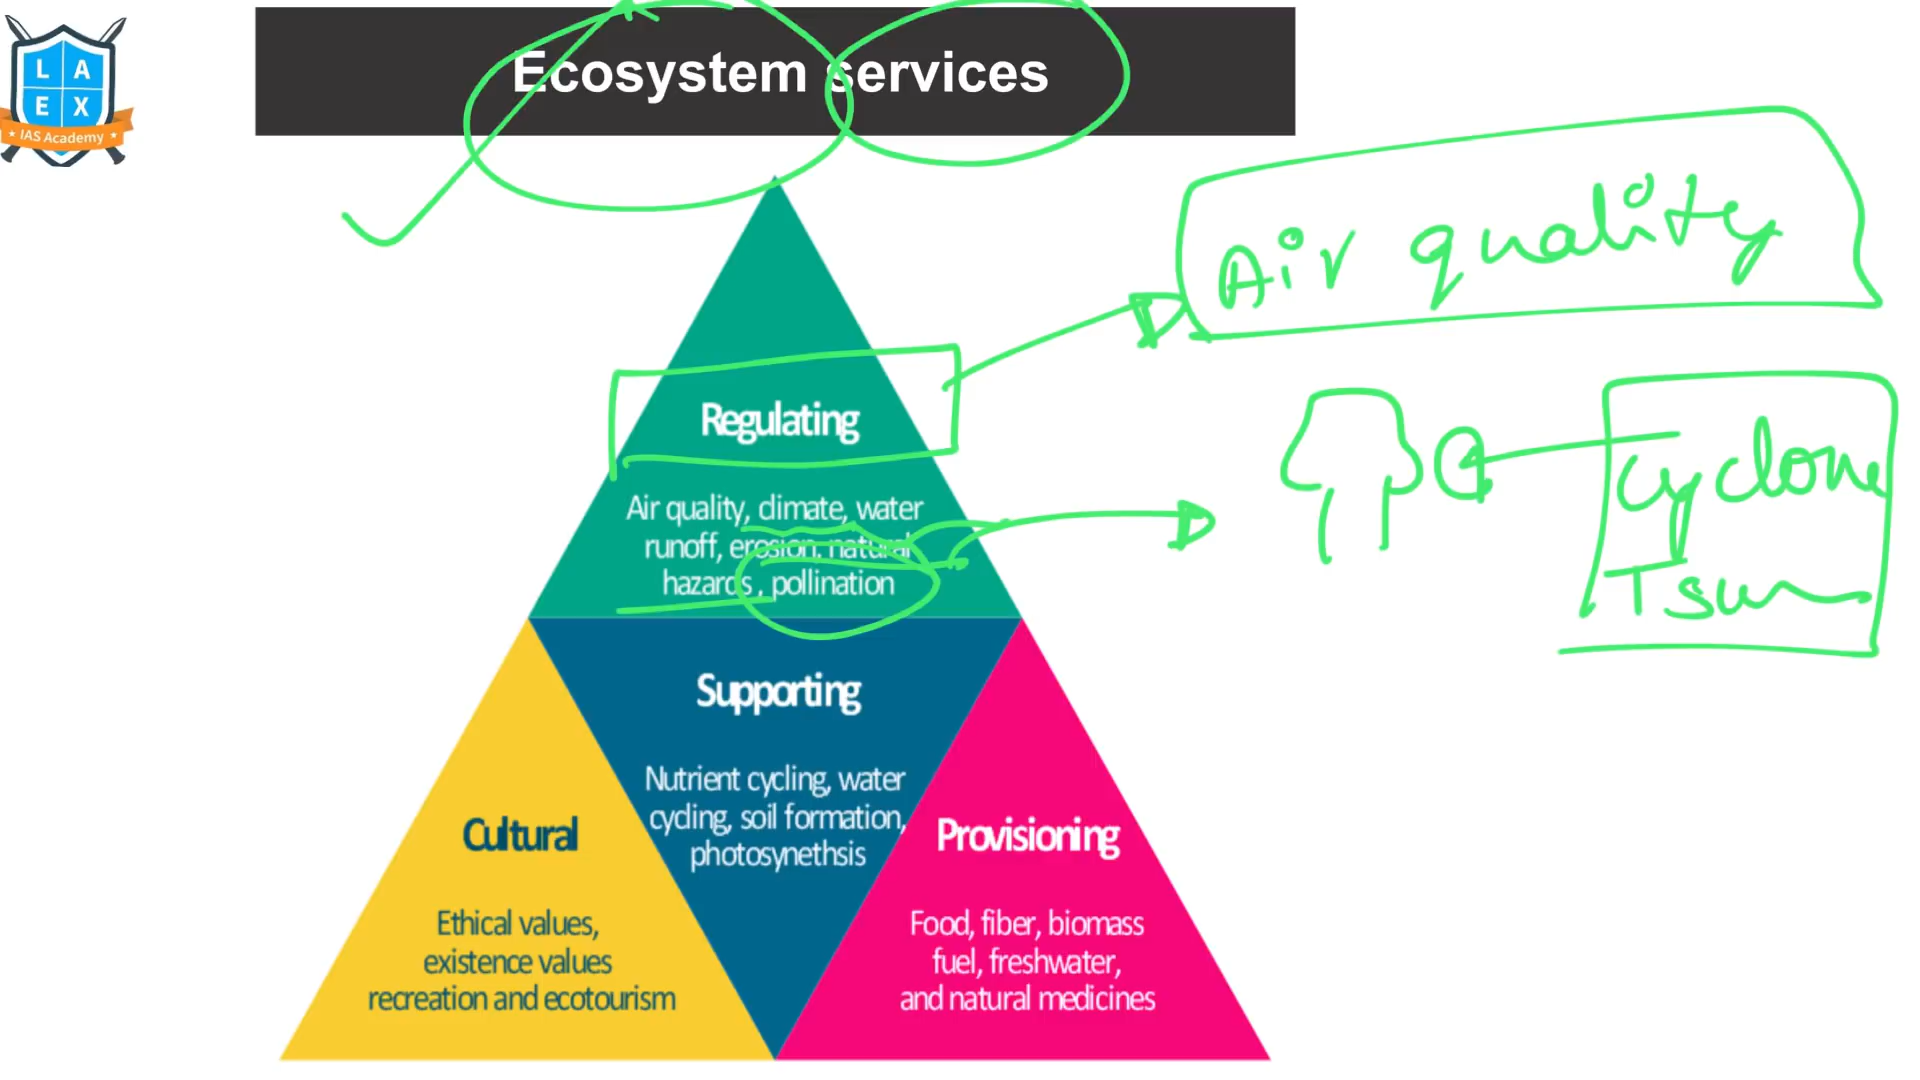 L A
E X
IAS Academy
Ecosystem services
Air quality
Regulating
Air quality, climate, water
runoff, erosion, natural
hazards , pollination
Cyclone
Tsu
Supporting
Nutrient cycling, water
cycling, soil formation,
photosynethsis
Cultural
Ethical values,
existence values
recreation and ecotourism
Provisioning
Food, fiber, biomass
fuel, freshwater,
and natural medicines